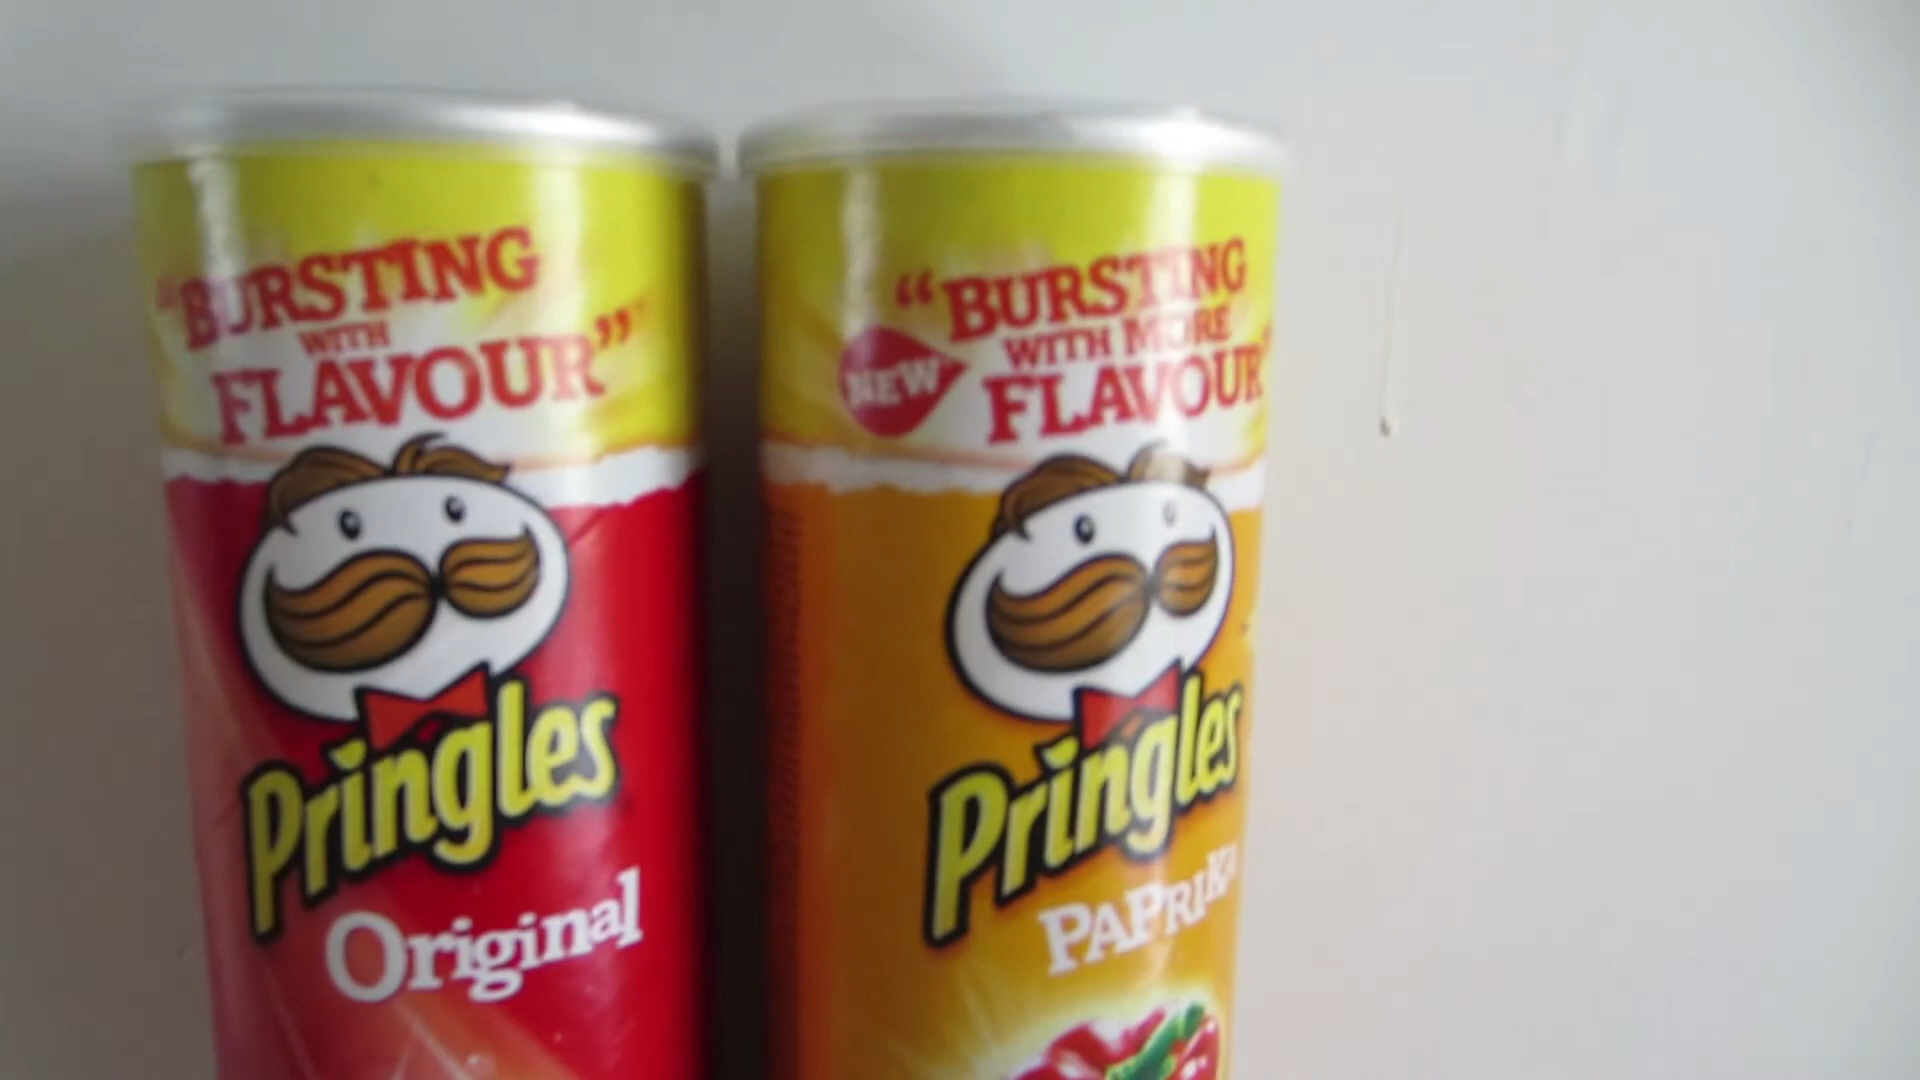 “BURSTING
WITH
FLAVOUR”
Pringles
Original
“BURSTING
WITH MORE
FLAVOUR”
NEW
Pringles
PAPRIKA